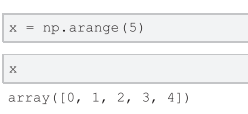 x = np.arange(5)
x
array([0, 1, 2, 3, 4])